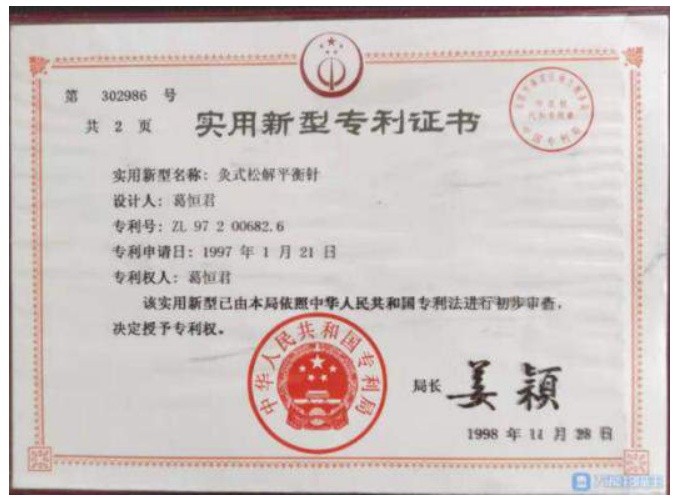 第 302986 号
共 2 页
实用新型专利证书
实用新型名称：灸式松解平衡针
设计人：葛恒君
专利号：ZL 97 2 00682.6
专利申请日：1997 年 1 月 21 日
专利权人：葛恒君
该实用新型已由本局依照中华人民共和国专利法进行初步审查，
决定授予专利权。
中华人民共和国专利局
局长 姜颖
1998 年 11 月 28 日